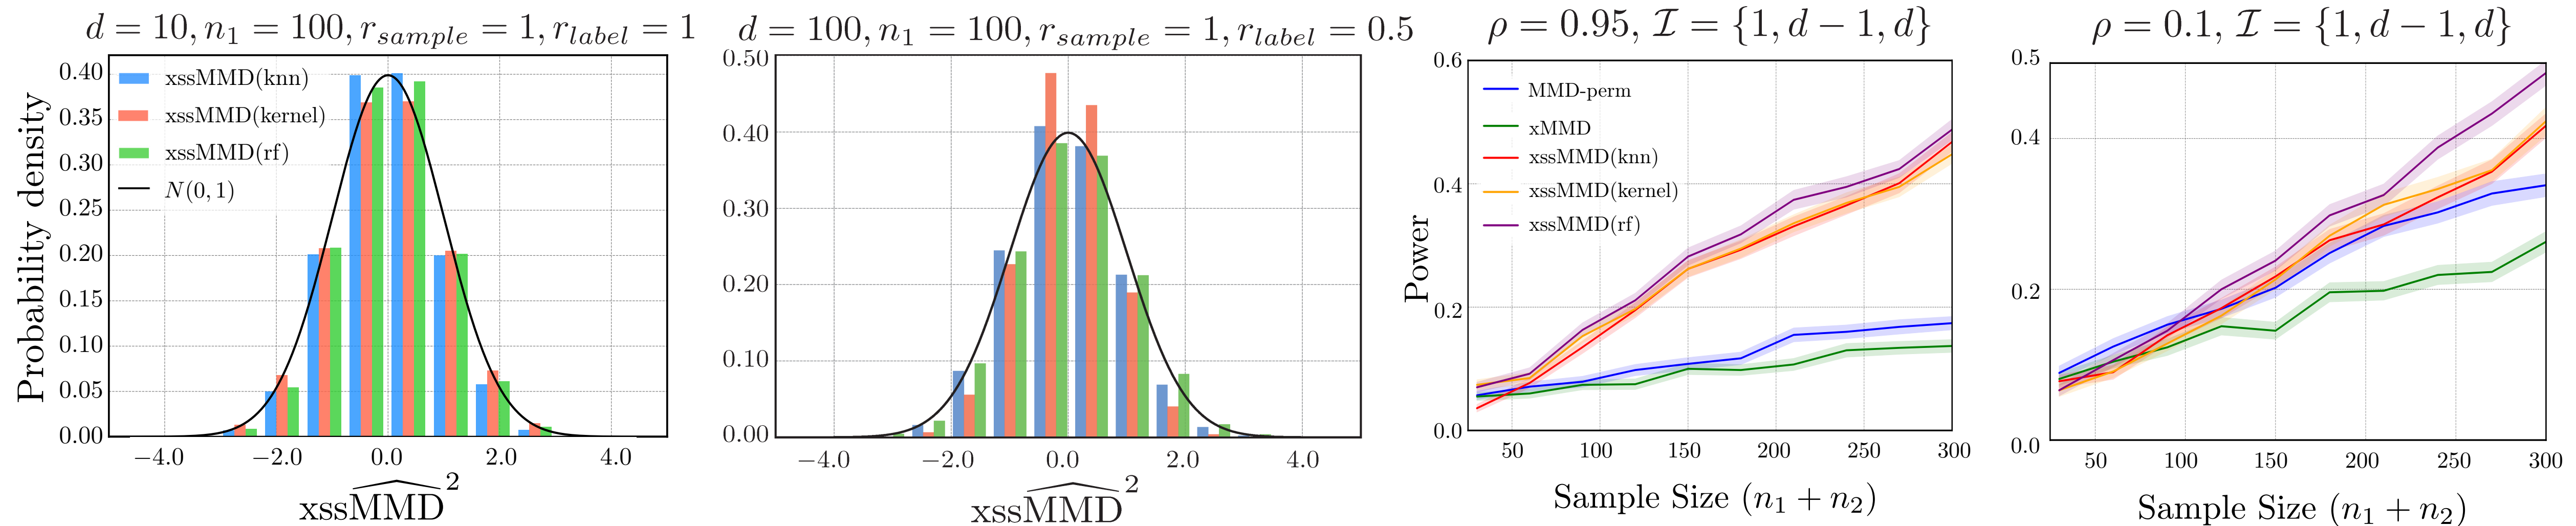 d = 10, n₁ = 100, r_sample = 1, r_label = 1
Probability density
0.40
0.35
0.30
0.25
0.20
0.15
0.10
0.05
0.00
xssMMD(knn)
xssMMD(kernel)
xssMMD(rf)
N(0, 1)
−4.0 −2.0 0.0 2.0 4.0
xssMMD̂²
d = 100, n₁ = 100, r_sample = 1, r_label = 0.5
0.50
0.40
0.30
0.20
0.10
0.00
−4.0 −2.0 0.0 2.0 4.0
xssMMD̂²
ρ = 0.95, ℐ = {1, d − 1, d}
Power
0.6
0.4
0.2
0.0
MMD-perm
xMMD
xssMMD(knn)
xssMMD(kernel)
xssMMD(rf)
50 100 150 200 250 300
Sample Size (n₁ + n₂)
ρ = 0.1, ℐ = {1, d − 1, d}
0.5
0.4
0.2
0.0
50 100 150 200 250 300
Sample Size (n₁ + n₂)